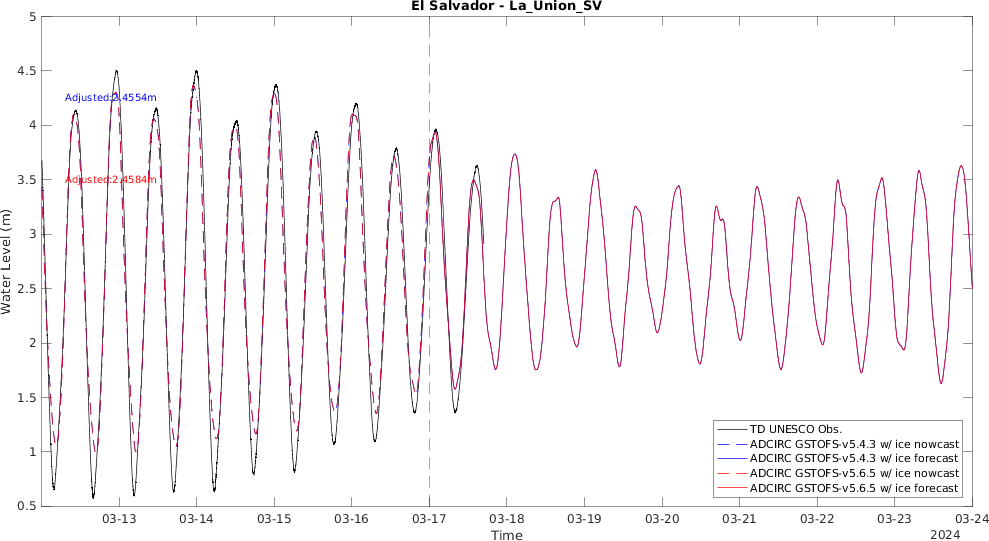 El Salvador - La_Union_SV
Water Level (m)
5
4.5
4
3.5
3
2.5
2
1.5
1
0.5
Adjusted:2.4554m
Adjusted:2.4584m
TD UNESCO Obs.
ADCIRC GSTOFS-v5.4.3 w/ ice nowcast
ADCIRC GSTOFS-v5.4.3 w/ ice forecast
ADCIRC GSTOFS-v5.6.5 w/ ice nowcast
ADCIRC GSTOFS-v5.6.5 w/ ice forecast
03-13 03-14 03-15 03-16 03-17 03-18 03-19 03-20 03-21 03-22 03-23 03-24
Time
2024